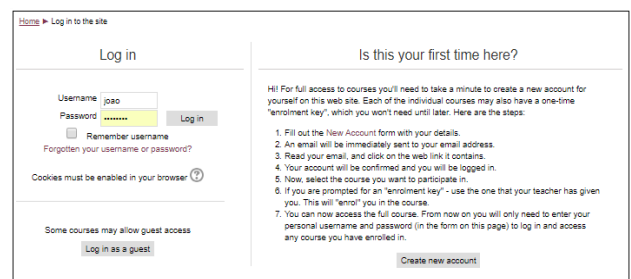 Home ► Log in to the site
Log in
Username joao
Password ••••••••
Log in
Remember username
Forgotten your username or password?
Cookies must be enabled in your browser ?
Some courses may allow guest access
Log in as a guest
Is this your first time here?
Hi! For full access to courses you'll need to take a minute to create a new account for
yourself on this web site. Each of the individual courses may also have a one-time
"enrolment key", which you won't need until later. Here are the steps:
1. Fill out the New Account form with your details.
2. An email will be immediately sent to your email address.
3. Read your email, and click on the web link it contains.
4. Your account will be confirmed and you will be logged in.
5. Now, select the course you want to participate in.
6. If you are prompted for an "enrolment key" - use the one that your teacher has given
you. This will "enrol" you in the course.
7. You can now access the full course. From now on you will only need to enter your
personal username and password (in the form on this page) to log in and access
any course you have enrolled in.
Create new account